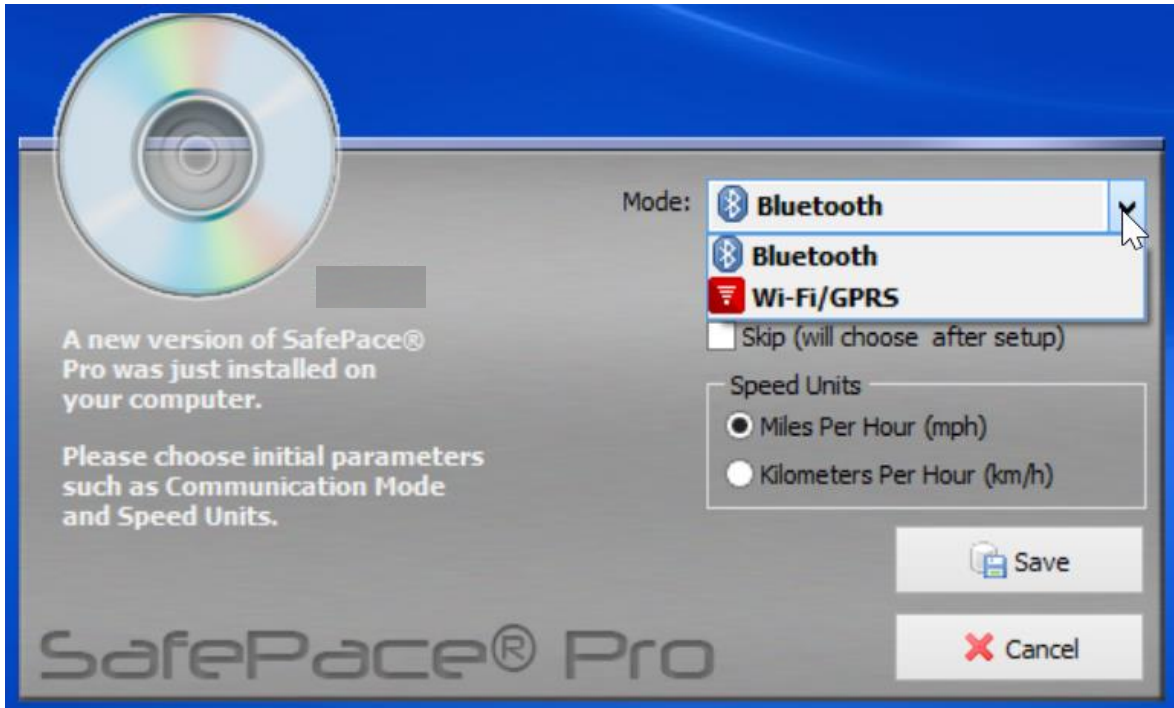 Mode:
Bluetooth
Bluetooth
Wi-Fi/GPRS
Skip (will choose after setup)
Speed Units
Miles Per Hour (mph)
Kilometers Per Hour (km/h)
A new version of SafePace®
Pro was just installed on
your computer.
Please choose initial parameters
such as Communication Mode
and Speed Units.
Save
Cancel
SafePace® Pro